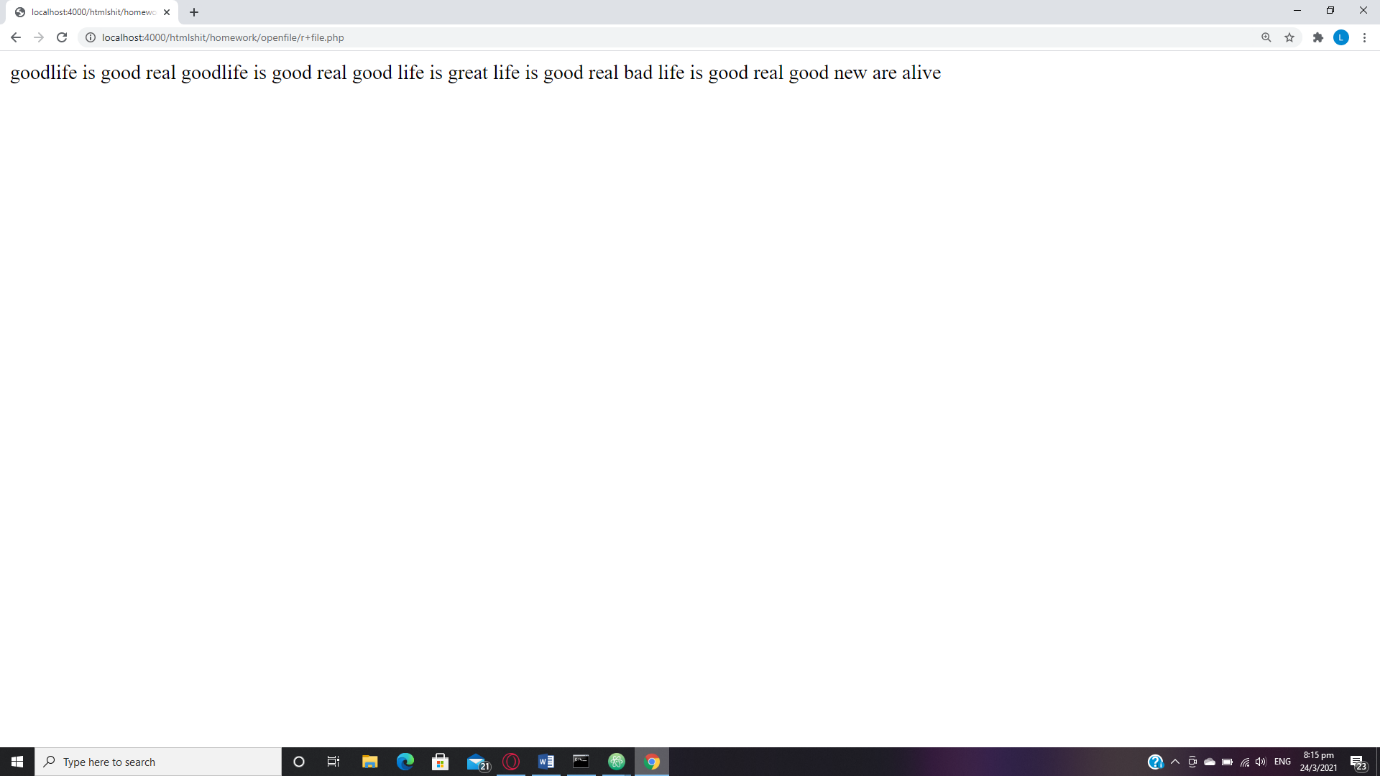 localhost:4000/htmlshit/homewo
localhost:4000/htmlshit/homework/openfile/r+file.php
L
goodlife is good real goodlife is good real good life is great life is good real bad life is good real good new are alive
Type here to search
21
W
ENG
8:15 pm
24/3/2021
23